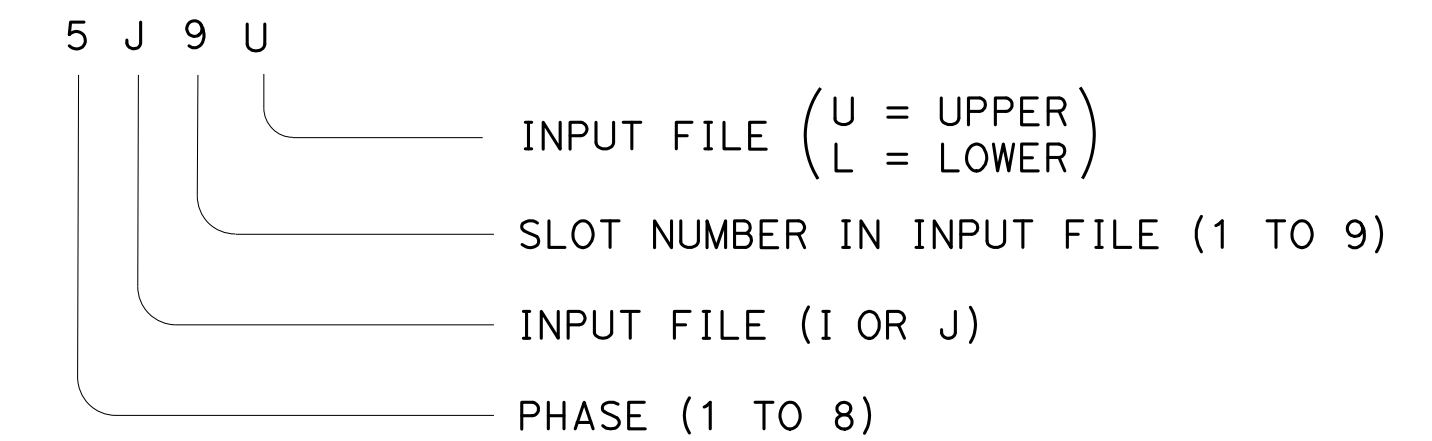 5 J 9 U
INPUT FILE (U = UPPER
L = LOWER)
SLOT NUMBER IN INPUT FILE (1 TO 9)
INPUT FILE (I OR J)
PHASE (1 TO 8)